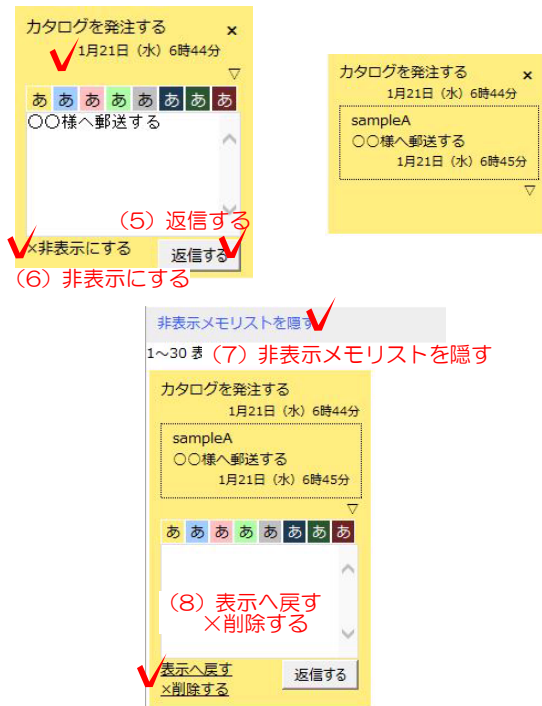 カタログを発注する ×
1月21日（水）6時44分
▽
あ あ あ あ あ あ あ あ
〇〇様へ郵送する
（5）返信する
×非表示にする
返信する
（6）非表示にする
カタログを発注する ×
1月21日（水）6時44分
sampleA
〇〇様へ郵送する
1月21日（水）6時45分
▽
非表示メモリストを隠す
1～30 表
（7）非表示メモリストを隠す
カタログを発注する
1月21日（水）6時44分
sampleA
〇〇様へ郵送する
1月21日（水）6時45分
▽
あ あ あ あ あ あ あ あ
（8）表示へ戻す
×削除する
表示へ戻す
×削除する
返信する